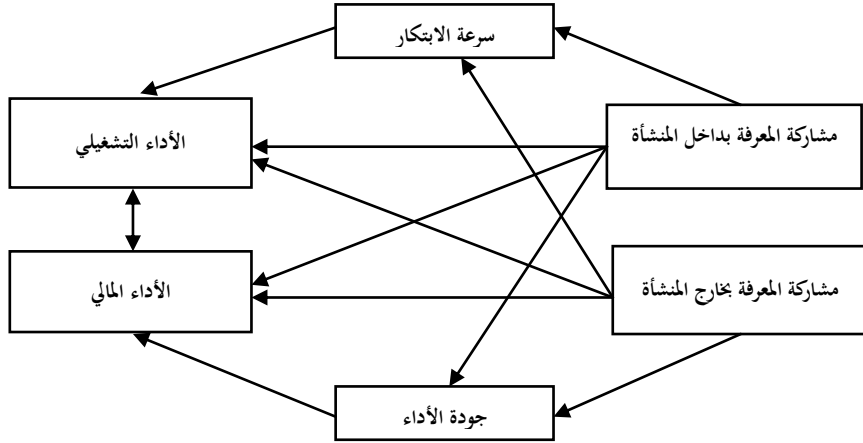 سرعة الابتكار
مشاركة المعرفة بداخل المنشأة
الأداء التشغيلي
مشاركة المعرفة بخارج المنشأة
الأداء المالي
جودة الأداء